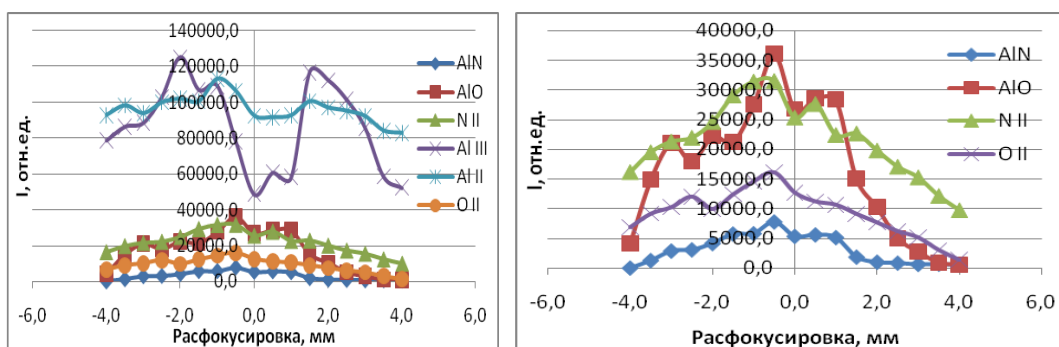 I, отн.ед.
140000,0
120000,0
100000,0
80000,0
60000,0
40000,0
20000,0
0,0
-6,0 -4,0 -2,0 0,0 2,0 4,0 6,0
Расфокусировка, мм
AlN
AlO
N II
Al III
Al II
O II
I, отн.ед.
40000,0
35000,0
30000,0
25000,0
20000,0
15000,0
10000,0
5000,0
0,0
-6,0 -4,0 -2,0 0,0 2,0 4,0 6,0
Расфокусировка, мм
AlN
AlO
N II
O II